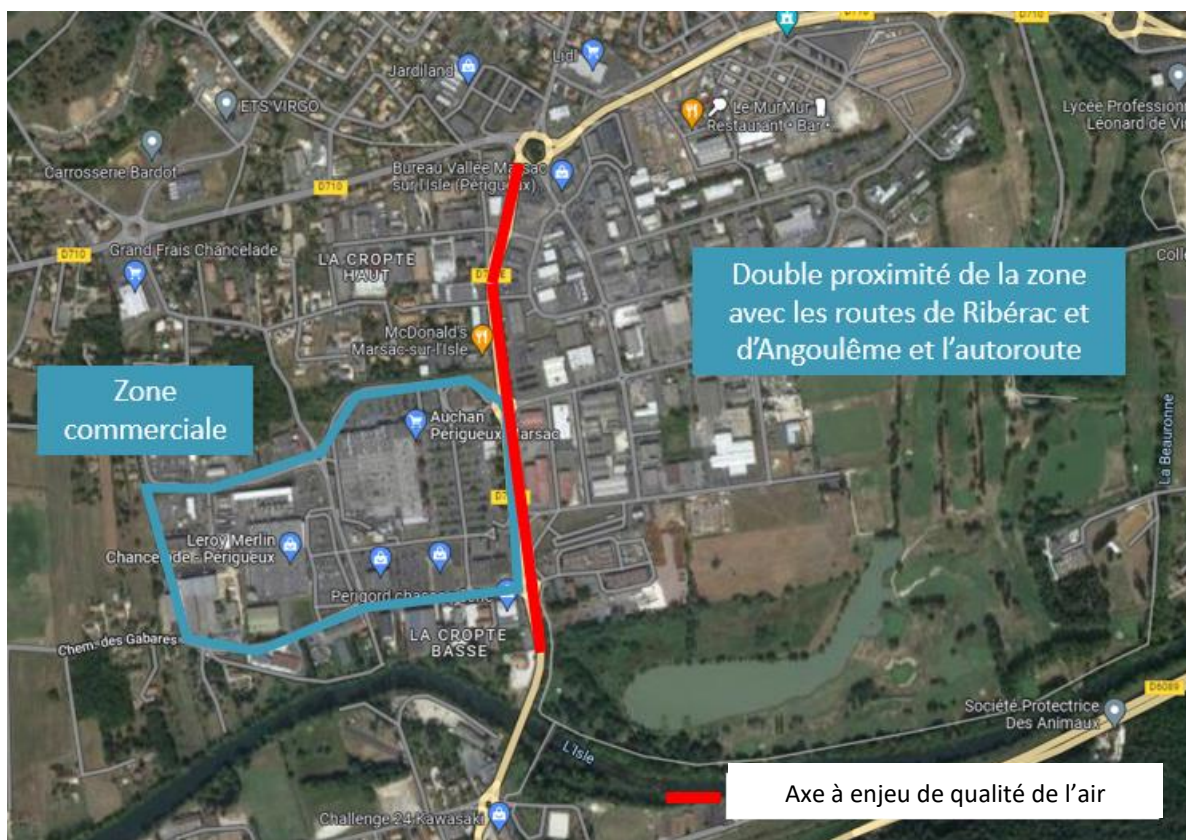 D710
Jardiland
Lidl
ETS VIRGO
Le MurMur
Restaurant • Bar •
Lycée Profession
Léonard de Vi
Carrosserie Bardot
Bureau Vallée Marsac
sur l'Isle (Périgueux)
D710
D710
Grand Frais Chancelade
LA CROPTE
HAUT
Colle
Double proximité de la zone
avec les routes de Ribérac et
d'Angoulême et l'autoroute
McDonald's
Marsac-sur-l'Isle
Zone
commerciale
Auchan
Périgueux Marsac
La Beauronne
Leroy Merlin
Chancelade - Périgueux
LA CROPTE
BASSE
Chem. des Gabares
D6089
Société Protectrice
Des Animaux
L'Isle
Axe à enjeu de qualité de l'air
Challenge 24 Kawasaki